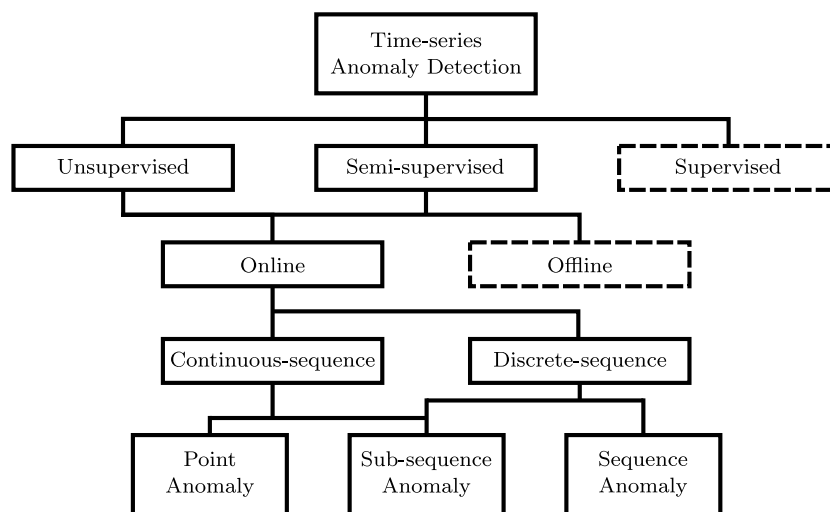 Time-series
Anomaly Detection
Unsupervised
Semi-supervised
Supervised
Online
Offline
Continuous-sequence
Discrete-sequence
Point
Anomaly
Sub-sequence
Anomaly
Sequence
Anomaly